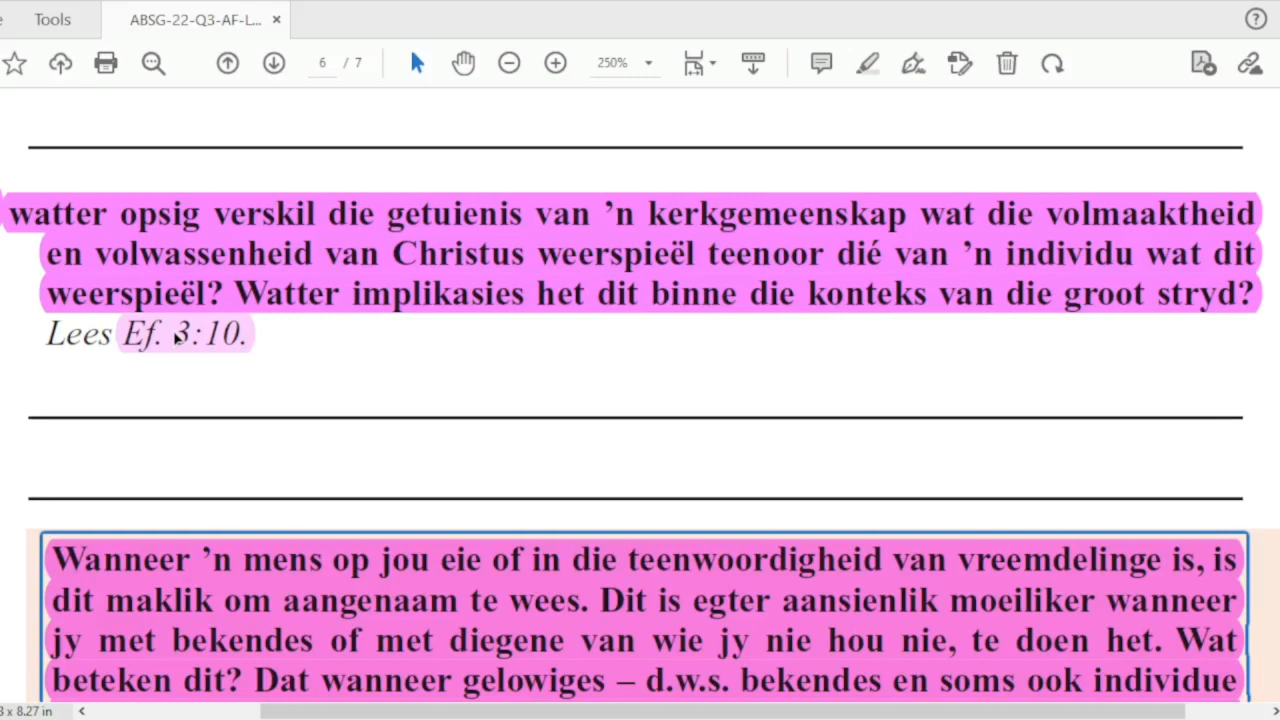 e Tools ABSG-22-Q3-AF-L... ×
6 / 7 250%
watter opsig verskil die getuienis van ’n kerkgemeenskap wat die volmaaktheid
en volwassenheid van Christus weerspieël teenoor dié van ’n individu wat dit
weerspieël? Watter implikasies het dit binne die konteks van die groot stryd?
Lees Ef. 3:10.
Wanneer ’n mens op jou eie of in die teenwoordigheid van vreemdelinge is, is
dit maklik om aangenaam te wees. Dit is egter aansienlik moeiliker wanneer
jy met bekendes of met diegene van wie jy nie hou nie, te doen het. Wat
beteken dit? Dat wanneer gelowiges – d.w.s. bekendes en soms ook individue
3 x 8.27 in